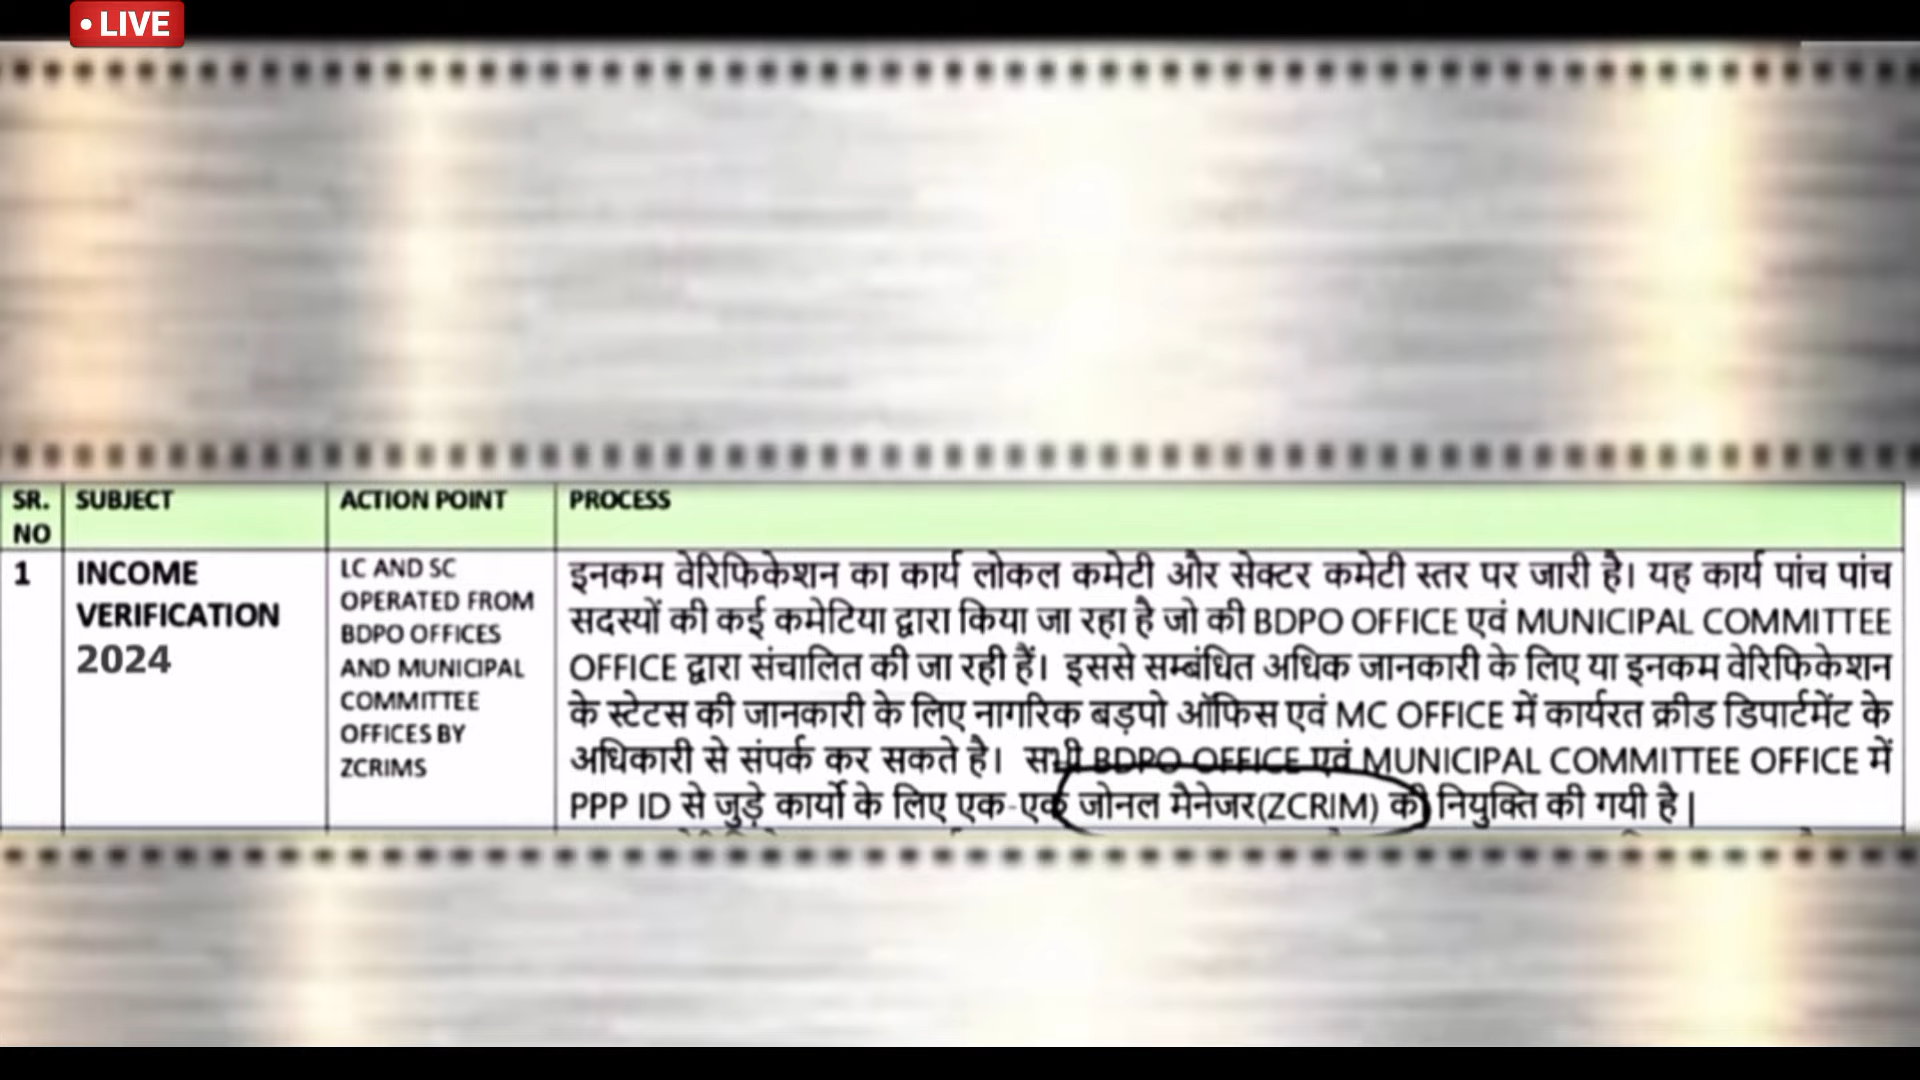 LIVE
SR. NO
SUBJECT
ACTION POINT
PROCESS
1
INCOME
VERIFICATION
2024
LC AND SC
OPERATED FROM
BDPO OFFICES
AND MUNICIPAL
COMMITTEE
OFFICES BY
ZCRIMS
इनकम वेरिफिकेशन का कार्य लोकल कमेटी और सेक्टर कमेटी स्तर पर जारी है। यह कार्य पांच पांच
सदस्यों की कई कमेटिया द्वारा किया जा रहा है जो की BDPO OFFICE एवं MUNICIPAL COMMITTEE
OFFICE द्वारा संचालित की जा रही हैं। इससे सम्बंधित अधिक जानकारी के लिए या इनकम वेरिफिकेशन
के स्टेटस की जानकारी के लिए नागरिक बड़पो ऑफिस एवं MC OFFICE में कार्यरत क्रीड डिपार्टमेंट के
अधिकारी से संपर्क कर सकते है। सभी BDPO OFFICE एवं MUNICIPAL COMMITTEE OFFICE में
PPP ID से जुड़े कार्यो के लिए एक-एक जोनल मैनेजर(ZCRIM) की नियुक्ति की गयी है |